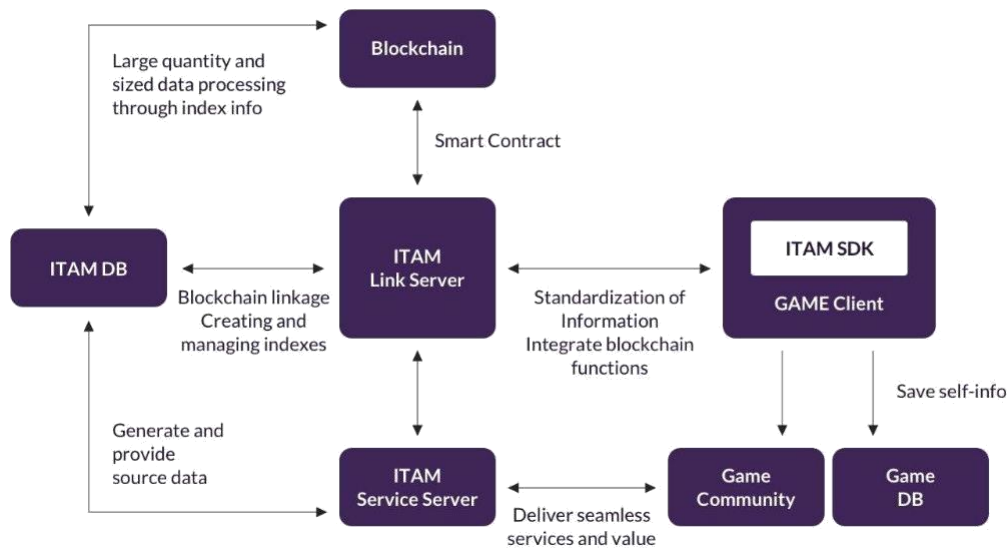 Blockchain
Large quantity and
sized data processing
through index info
Smart Contract
ITAM DB
ITAM
Link Server
ITAM SDK
GAME Client
Blockchain linkage
Creating and
managing indexes
Standardization of
Information
Integrate blockchain
functions
Save self-info
Generate and
provide
source data
ITAM
Service Server
Game
Community
Game
DB
Deliver seamless
services and value